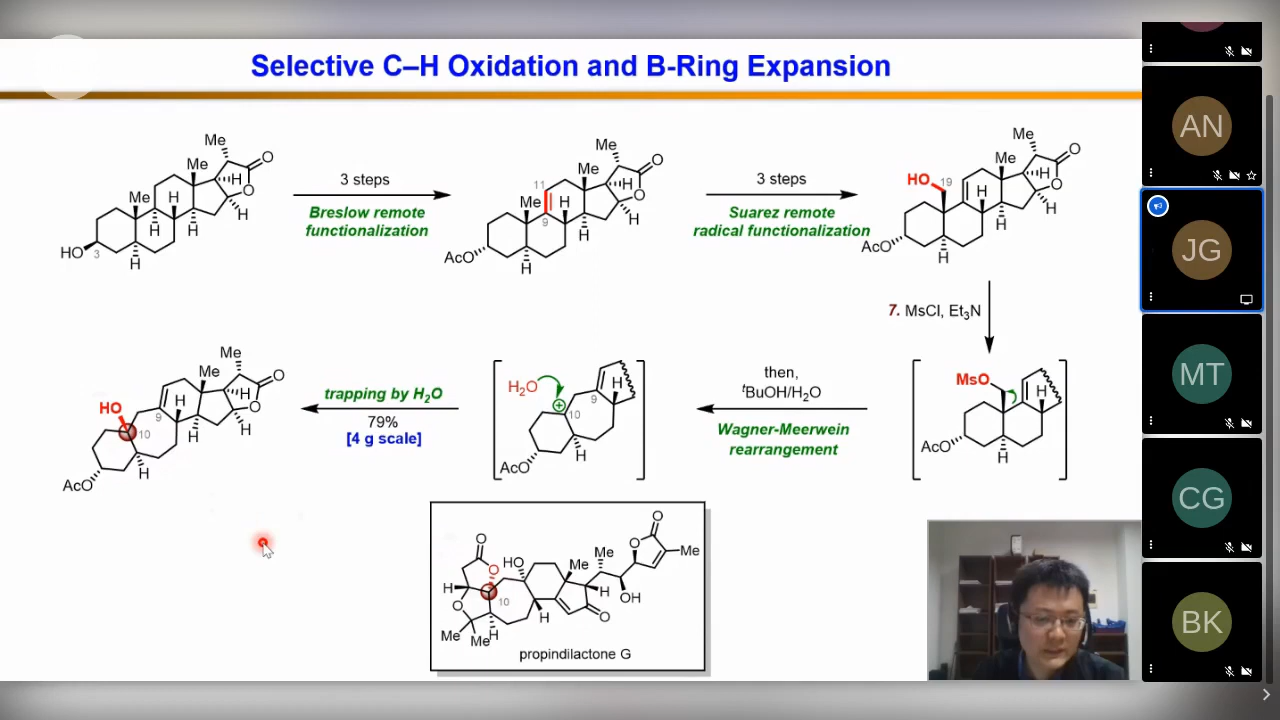 Selective C–H Oxidation and B-Ring Expansion
Me
Me
O
Me
H
H
H
H
O
H
HO
3
H
3 steps
Breslow remote
functionalization
Me
Me
O
11
Me
H
H
O
9
H
H
AcO
H
3 steps
Suarez remote
radical functionalization
Me
O
Me
HO
19
H
H
O
H
H
AcO
H
7. MsCl, Et3N
MsO
H
AcO
H
then,
tBuOH/H2O
Wagner-Meerwein
rearrangement
H2O
9
H
10
H
AcO
trapping by H2O
79%
[4 g scale]
Me
Me
O
HO
9
H
H
O
10
H
H
H
AcO
O
O
HO
Me
Me
O
O
Me
H
10
H
O
OH
H
O
Me
Me
H
propindilactone G
AN
JG
MT
CG
BK